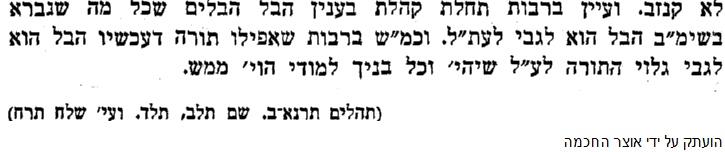 לא קנזב. ועיין ברבות תחלת קהלת בענין הבל הבלים שכל מה שנברא
בשימ״ב הבל הוא לגבי לעת״ל. וכמ״ש ברבות שאפילו תורה דעכשיו הבל הוא
לגבי גלוי התורה לע״ל שיהי׳ וכל בניך למודי הוי׳ ממש.
(תהלים תרנא־ב. שם תלב, תלד. ועי׳ שלח תרח)
הועתק על ידי אוצר החכמה